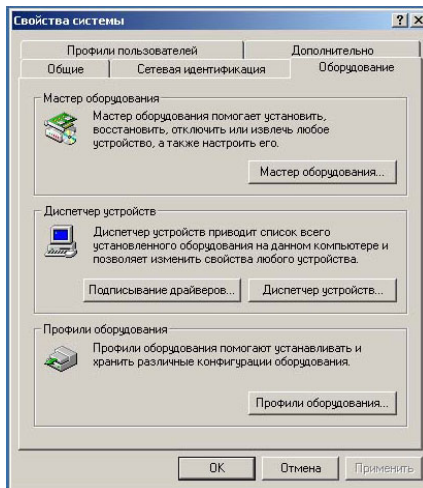 Свойства системы
Профили пользователей
Дополнительно
Общие
Сетевая идентификация
Оборудование
Мастер оборудования
Мастер оборудования помогает установить,
восстановить, отключить или извлечь любое
устройство, а также настроить его.
Мастер оборудования...
Диспетчер устройств
Диспетчер устройств приводит список всего
установленного оборудования на данном компьютере и
позволяет изменить свойства любого устройства.
Подписывание драйверов...
Диспетчер устройств...
Профили оборудования
Профили оборудования помогают устанавливать и
хранить различные конфигурации оборудования.
Профили оборудования...
OK
Отмена
Применить